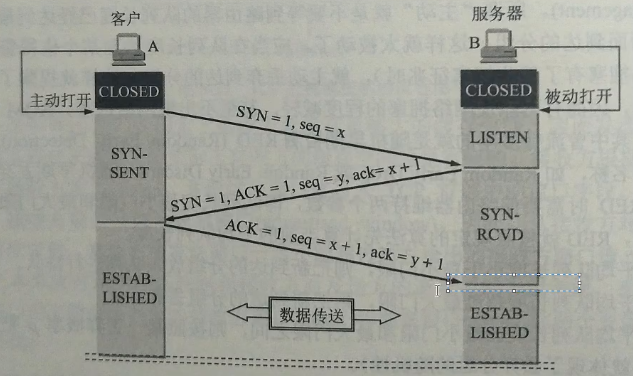 客户
服务器
A
B
CLOSED
CLOSED
主动打开
被动打开
SYN = 1, seq = x
LISTEN
SYN-
SENT
SYN = 1, ACK = 1, seq = y, ack= x + 1
SYN-
RCVD
ACK = 1, seq = x + 1, ack = y + 1
ESTAB-
LISHED
数据传送
ESTAB-
LISHED